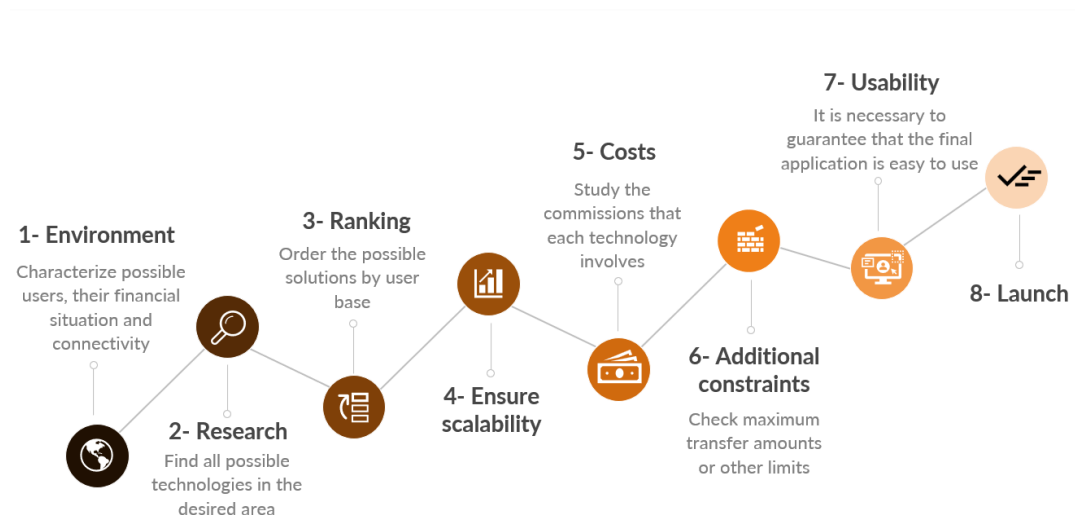 1- Environment
Characterize possible
users, their financial
situation and
connectivity
2- Research
Find all possible
technologies in the
desired area
3- Ranking
Order the possible
solutions by user
base
4- Ensure
scalability
5- Costs
Study the
commissions that
each technology
involves
6- Additional
constraints
Check maximum
transfer amounts
or other limits
7- Usability
It is necessary to
guarantee that the final
application is easy to use
8- Launch